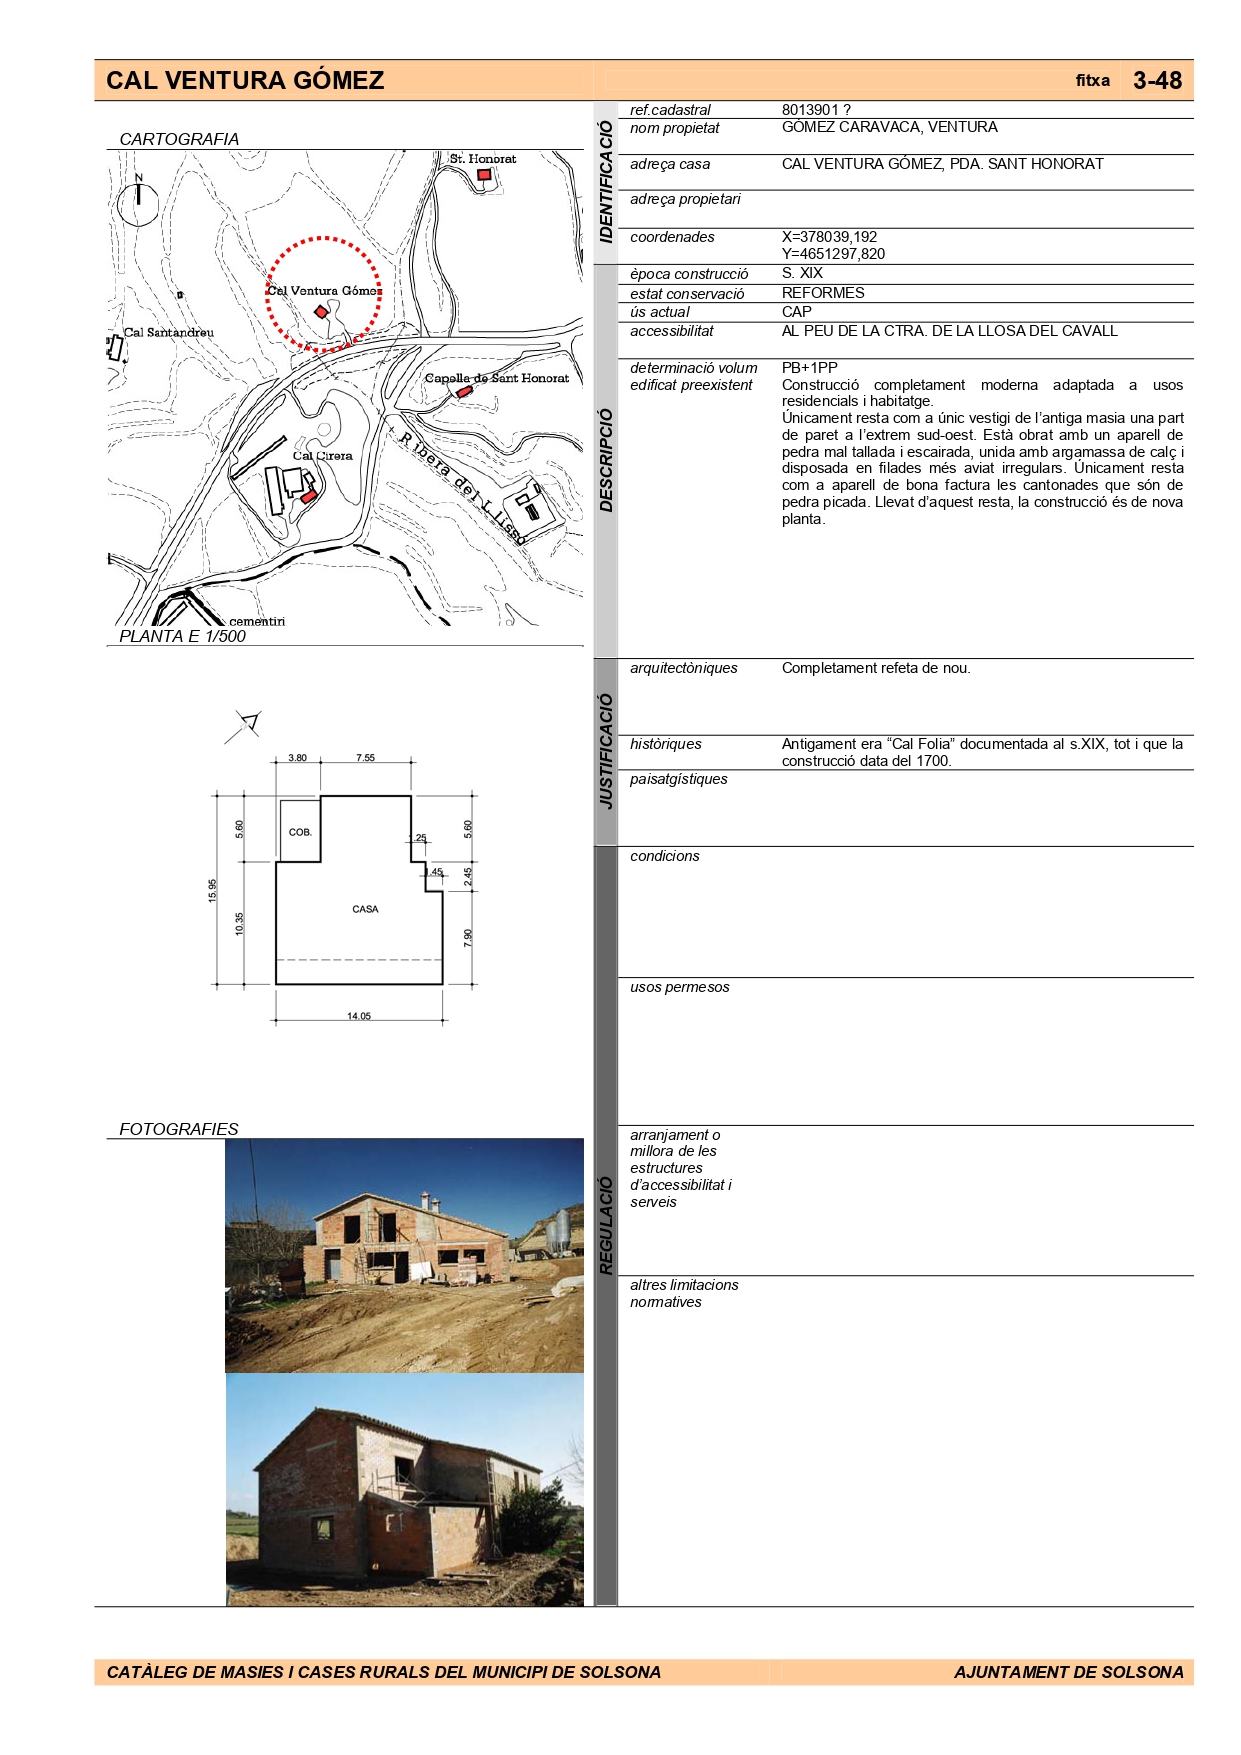 CAL VENTURA GÓMEZ
fitxa 3-48
CARTOGRAFIA
N
St. Honorat
Cal Ventura Gómez
Cal Santandreu
Capella de Sant Honorat
Cal Cirera
Ribera del Llissó
cementiri
PLANTA E 1/500
3.80
7.55
5.60
COB.
1.25
5.60
1.45
2.45
15.95
10.35
CASA
7.90
14.05
FOTOGRAFIES
IDENTIFICACIÓ
ref.cadastral 8013901 ?
nom propietat GÓMEZ CARAVACA, VENTURA
adreça casa CAL VENTURA GÓMEZ, PDA. SANT HONORAT
adreça propietari
coordenades X=378039,192
Y=4651297,820
DESCRIPCIÓ
època construcció S. XIX
estat conservació REFORMES
ús actual CAP
accessibilitat AL PEU DE LA CTRA. DE LA LLOSA DEL CAVALL
determinació volum PB+1PP
edificat preexistent Construcció completament moderna adaptada a usos
residencials i habitatge.
Únicament resta com a únic vestigi de l’antiga masia una part
de paret a l’extrem sud-oest. Està obrat amb un aparell de
pedra mal tallada i escairada, unida amb argamassa de calç i
disposada en filades més aviat irregulars. Únicament resta
com a aparell de bona factura les cantonades que són de
pedra picada. Llevat d’aquest resta, la construcció és de nova
planta.
JUSTIFICACIÓ
arquitectòniques Completament refeta de nou.
històriques Antigament era “Cal Folia” documentada al s.XIX, tot i que la
construcció data del 1700.
paisatgístiques
REGULACIÓ
condicions
usos permesos
arranjament o
millora de les
estructures
d’accessibilitat i
serveis
altres limitacions
normatives
CATÀLEG DE MASIES I CASES RURALS DEL MUNICIPI DE SOLSONA
AJUNTAMENT DE SOLSONA